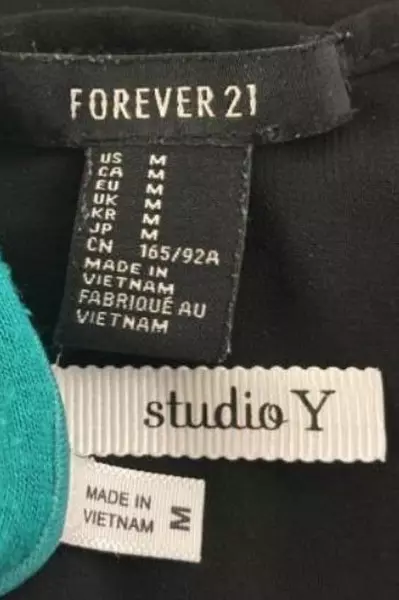 FOREVER 21
US M
CA M
EU M
UK M
KR M
JP M
CN 165/92A
MADE IN
VIETNAM
FABRIQUÉ AU
VIETNAM
studio Y
MADE IN
VIETNAM
M